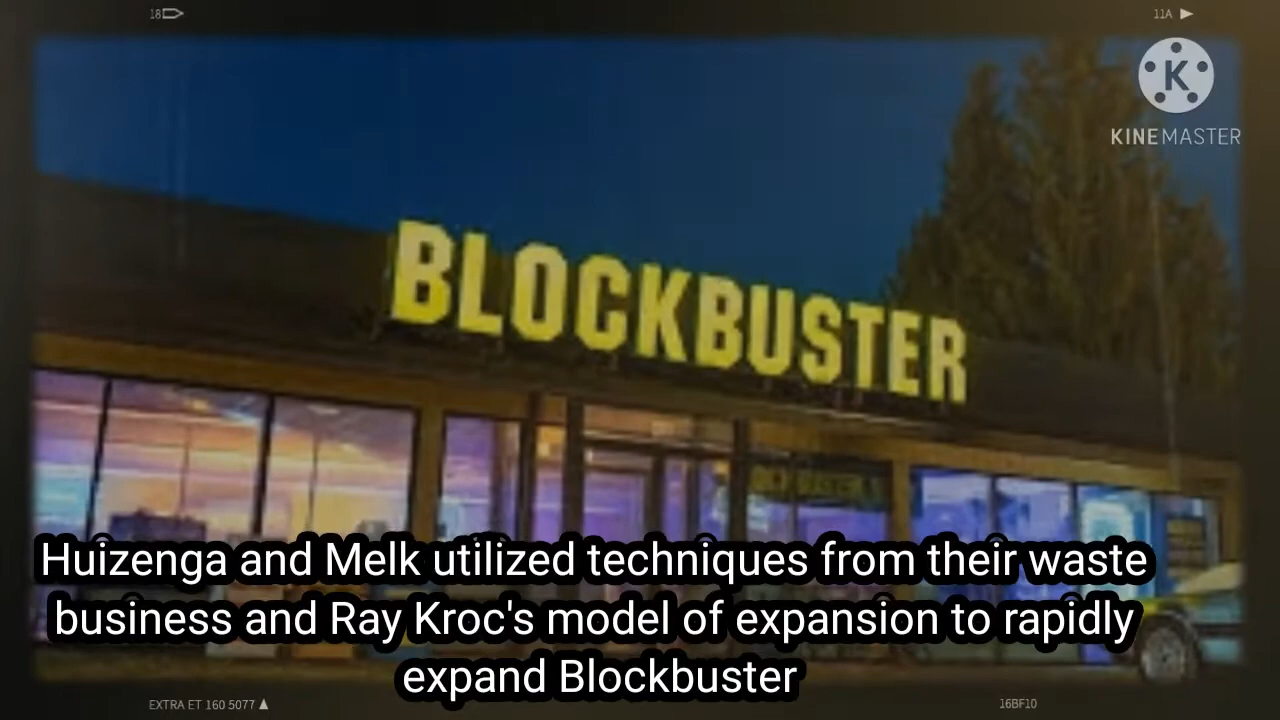 18
11A
K
KINEMASTER
BLOCKBUSTER
Huizenga and Melk utilized techniques from their waste
business and Ray Kroc's model of expansion to rapidly
expand Blockbuster
EXTRA ET 160 5077
16BF10